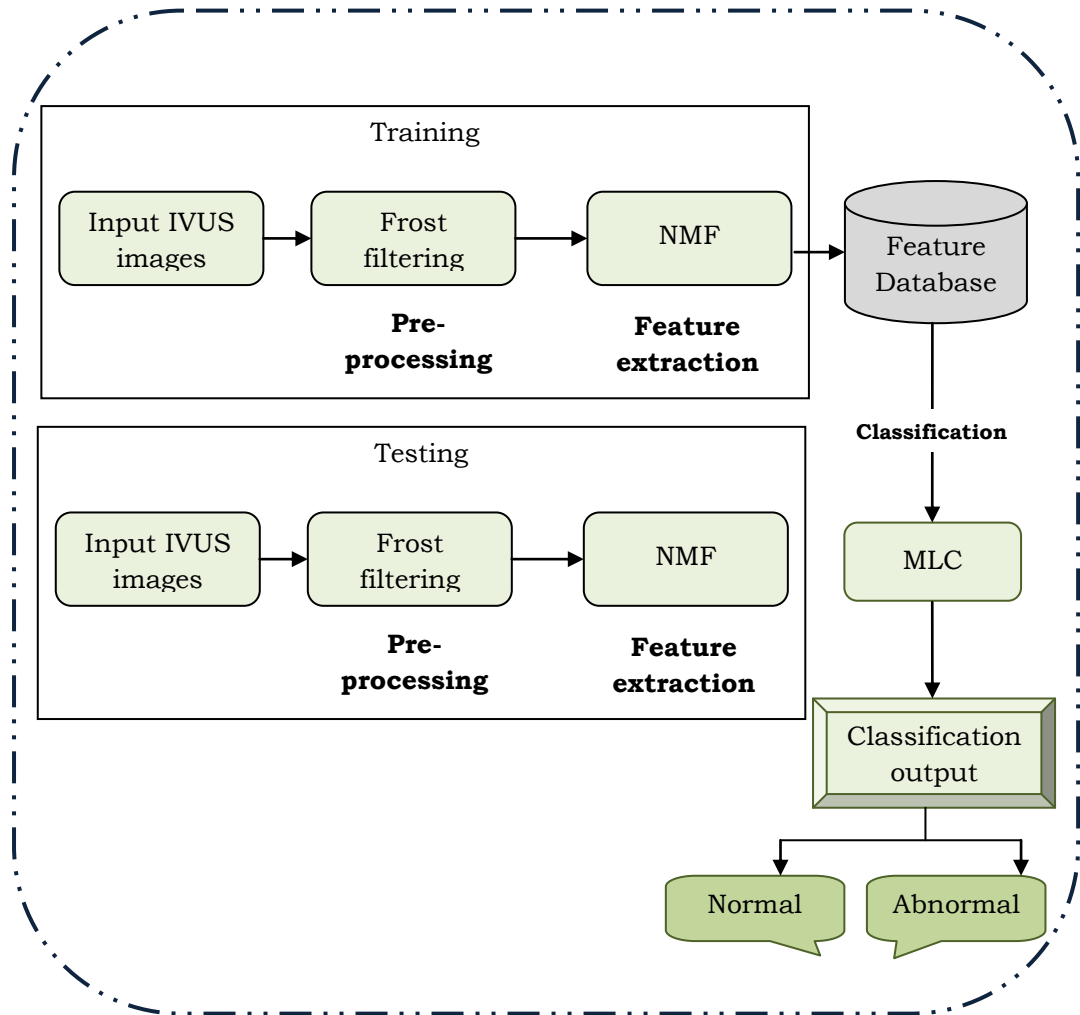 Training
Input IVUS
images
Frost
filtering
NMF
Pre-
processing
Feature
extraction
Feature
Database
Classification
Testing
Input IVUS
images
Frost
filtering
NMF
Pre-
processing
Feature
extraction
MLC
Classification
output
Normal
Abnormal